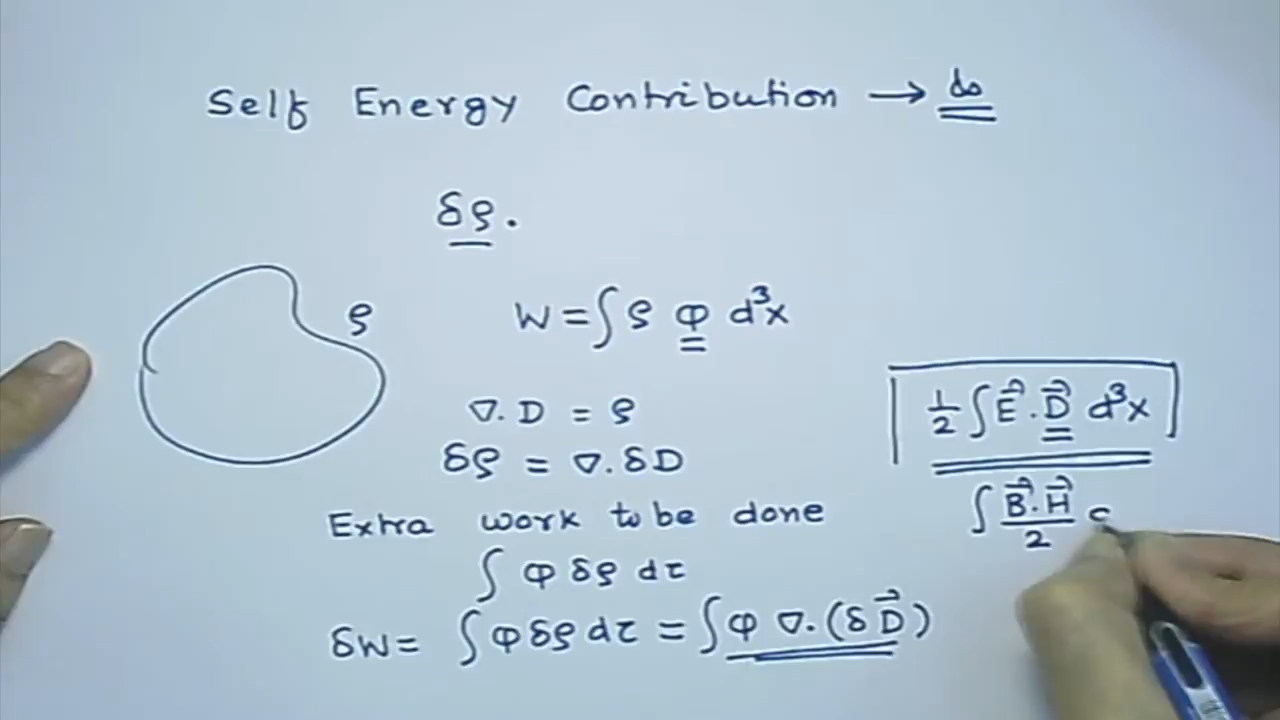 Self Energy Contribution → do
δρ.
ρ
W = ∫ ρ Φ d³x
∇. D = ρ
δρ = ∇. δD
½ ∫ E⃗ . D⃗ d³x
∫ B⃗ . H⃗ / 2
Extra work to be done
∫ Φ δρ dτ
δW = ∫ Φ δρ dτ = ∫ Φ ∇. (δ D⃗)